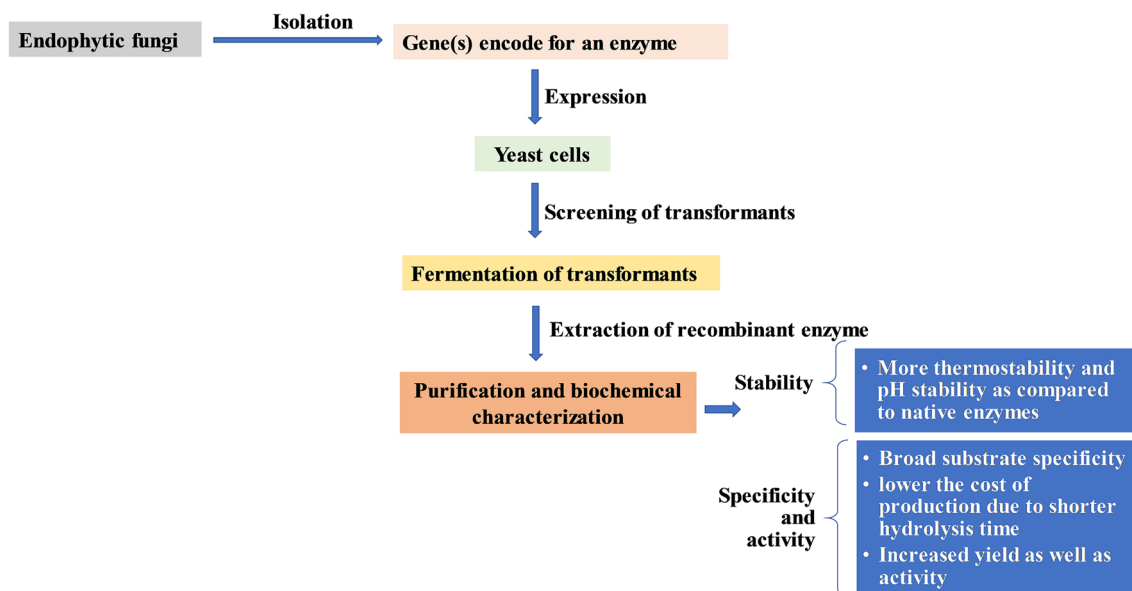 Isolation
Endophytic fungi
Gene(s) encode for an enzyme
Expression
Yeast cells
Screening of transformants
Fermentation of transformants
Extraction of recombinant enzyme
Purification and biochemical
characterization
Stability
• More thermostability and
pH stability as compared
to native enzymes
Specificity
and
activity
• Broad substrate specificity
• lower the cost of
production due to shorter
hydrolysis time
• Increased yield as well as
activity